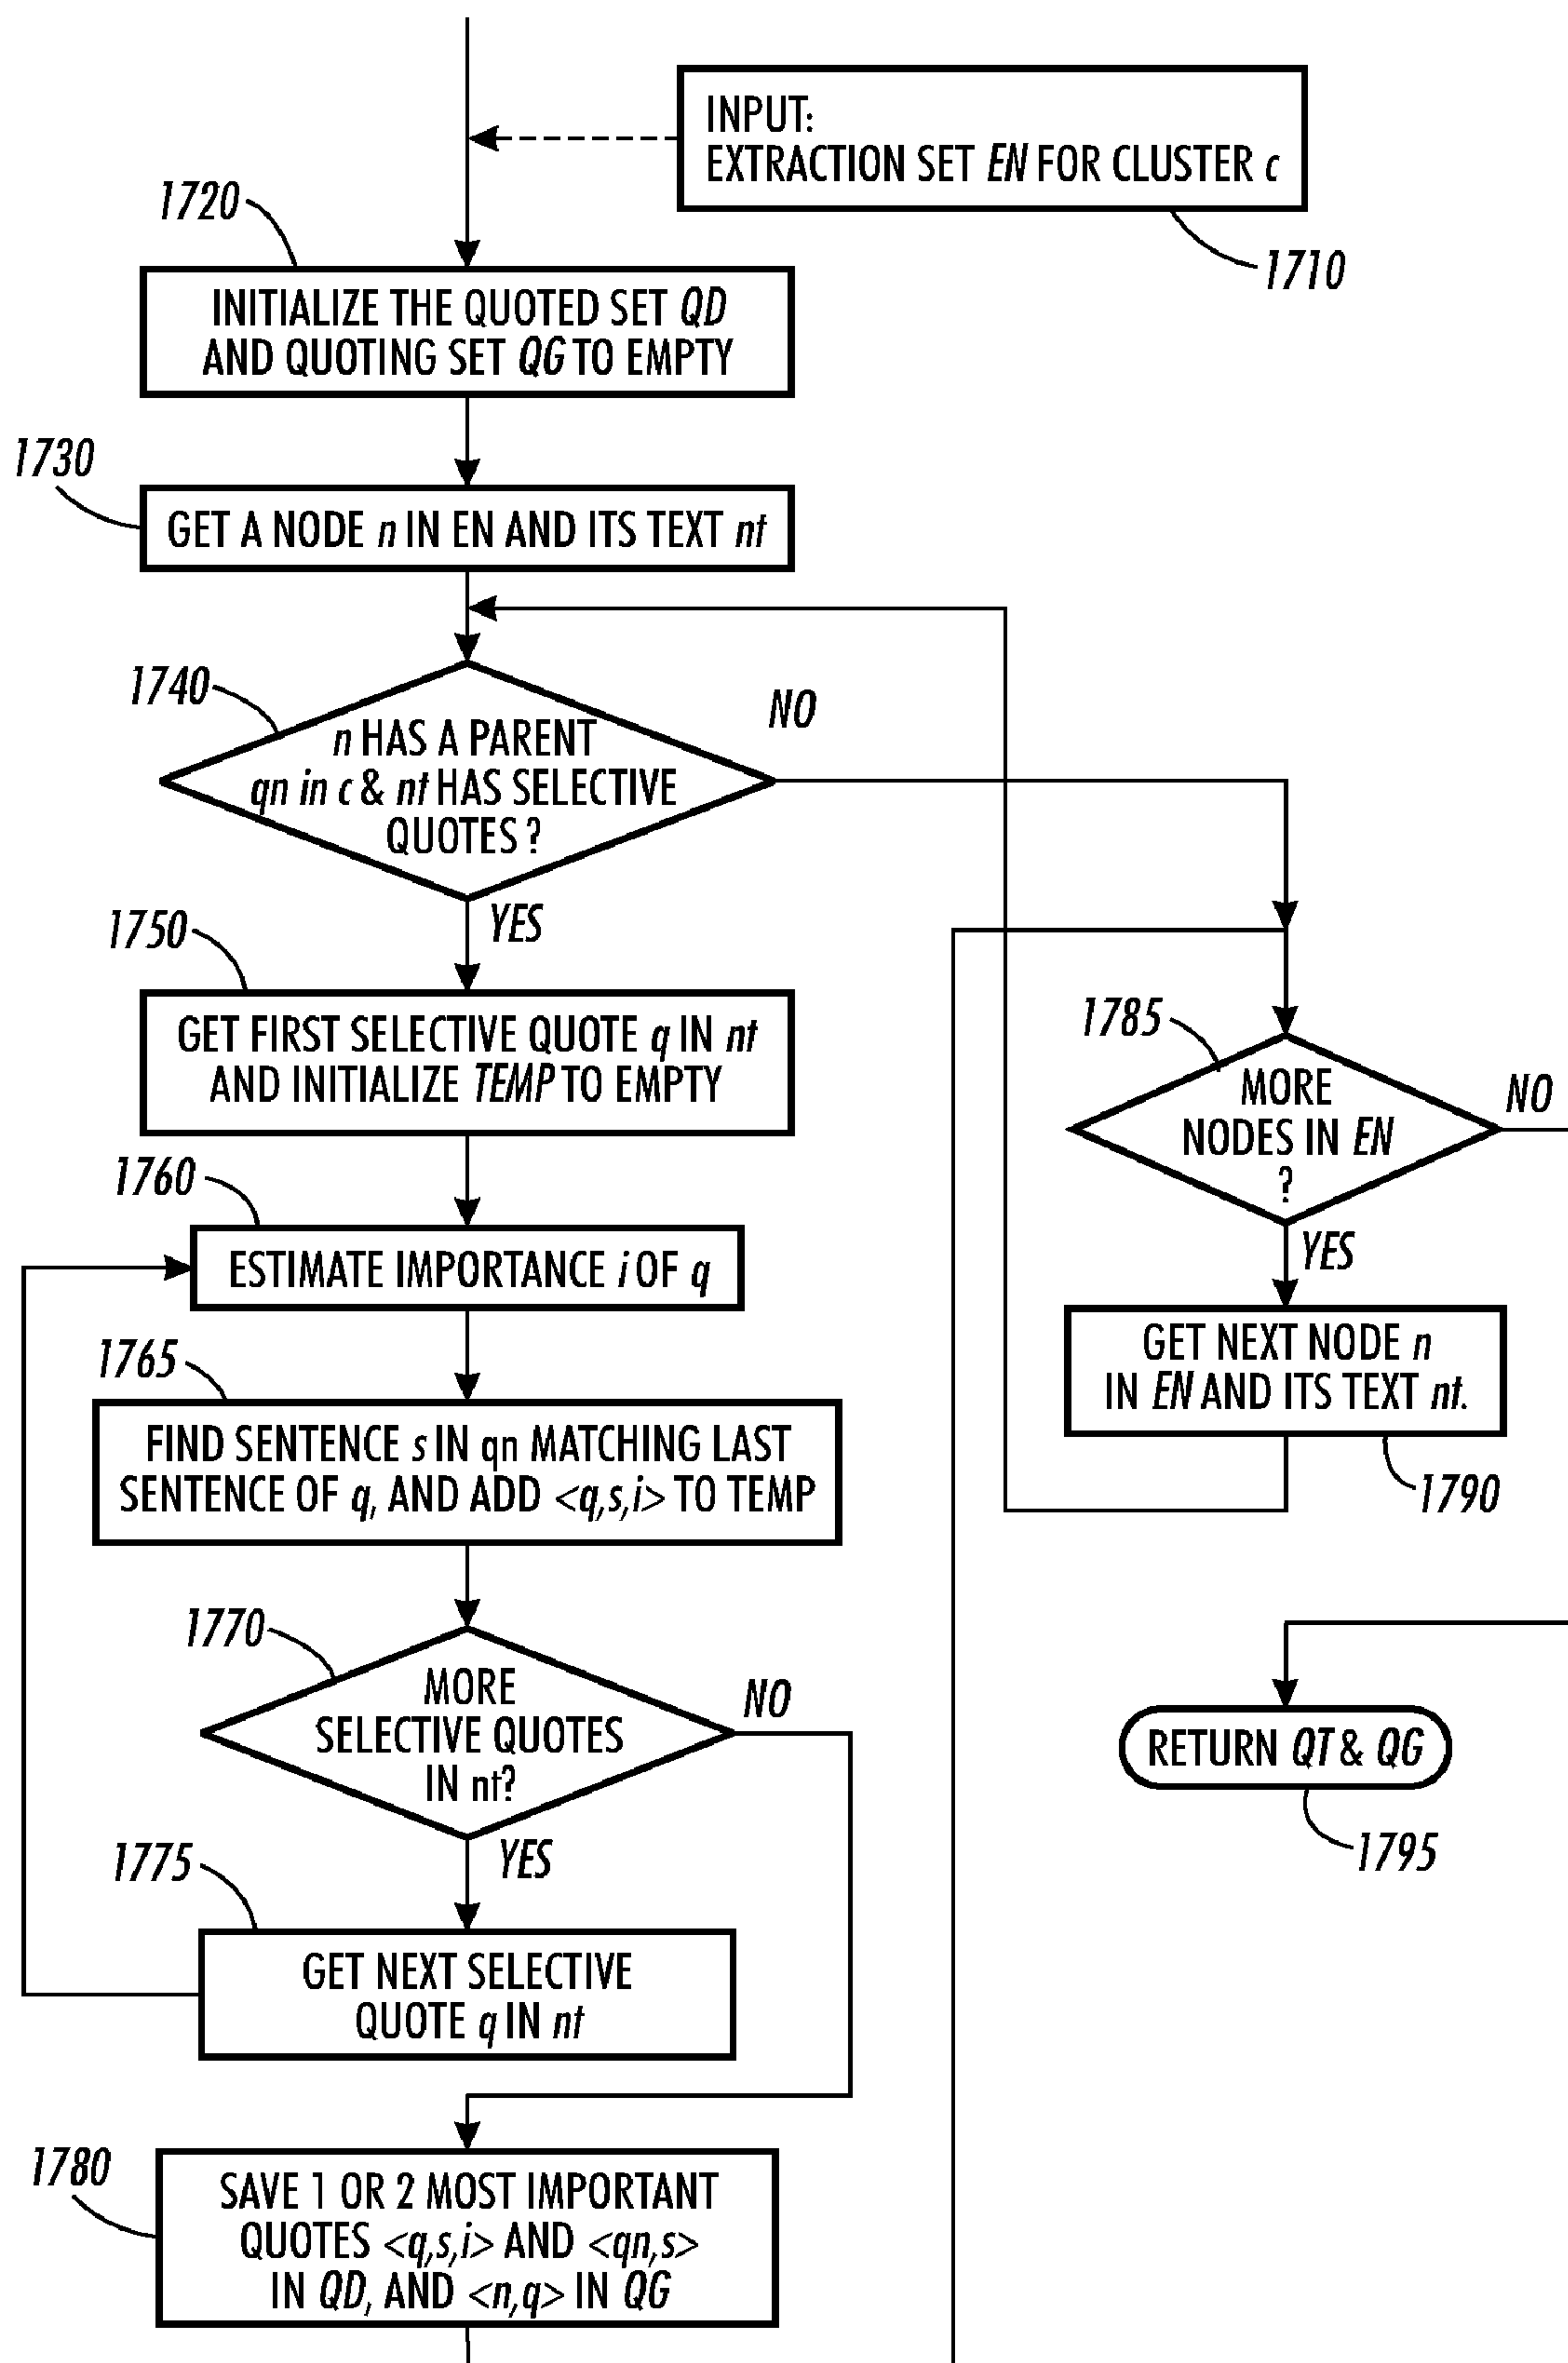 INPUT:
EXTRACTION SET EN FOR CLUSTER c
1710
1720
INITIALIZE THE QUOTED SET QD
AND QUOTING SET QG TO EMPTY
1730
GET A NODE n IN EN AND ITS TEXT nt
1740
n HAS A PARENT
qn in c & nt HAS SELECTIVE
QUOTES ?
NO
YES
1750
GET FIRST SELECTIVE QUOTE q IN nt
AND INITIALIZE TEMP TO EMPTY
1760
ESTIMATE IMPORTANCE i OF q
1765
FIND SENTENCE s IN qn MATCHING LAST
SENTENCE OF q, AND ADD <q,s,i> TO TEMP
1770
MORE
SELECTIVE QUOTES
IN nt?
NO
YES
1775
GET NEXT SELECTIVE
QUOTE q IN nt
1780
SAVE 1 OR 2 MOST IMPORTANT
QUOTES <q,s,i> AND <qn,s>
IN QD, AND <n,q> IN QG
1785
MORE
NODES IN EN
?
NO
YES
GET NEXT NODE n
IN EN AND ITS TEXT nt.
1790
RETURN QT & QG
1795